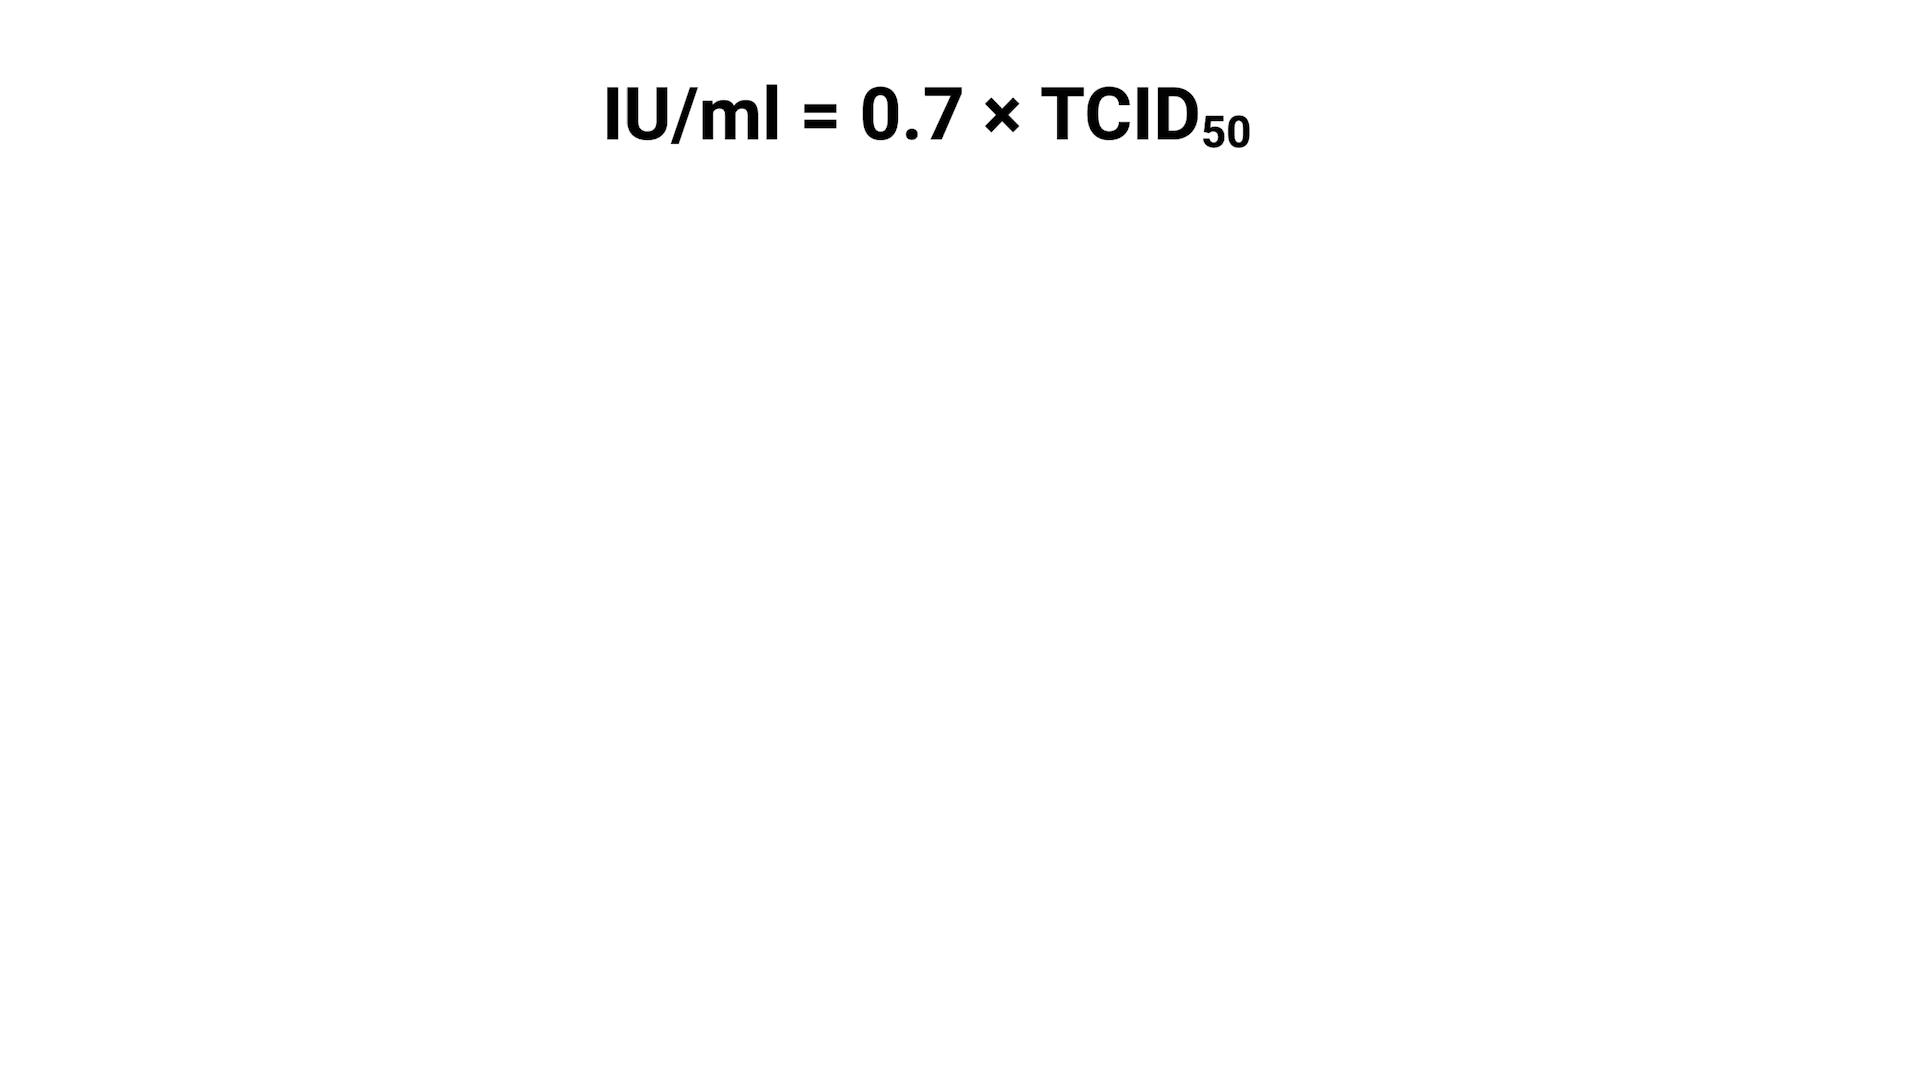 IU/ml = 0.7 × TCID₅₀